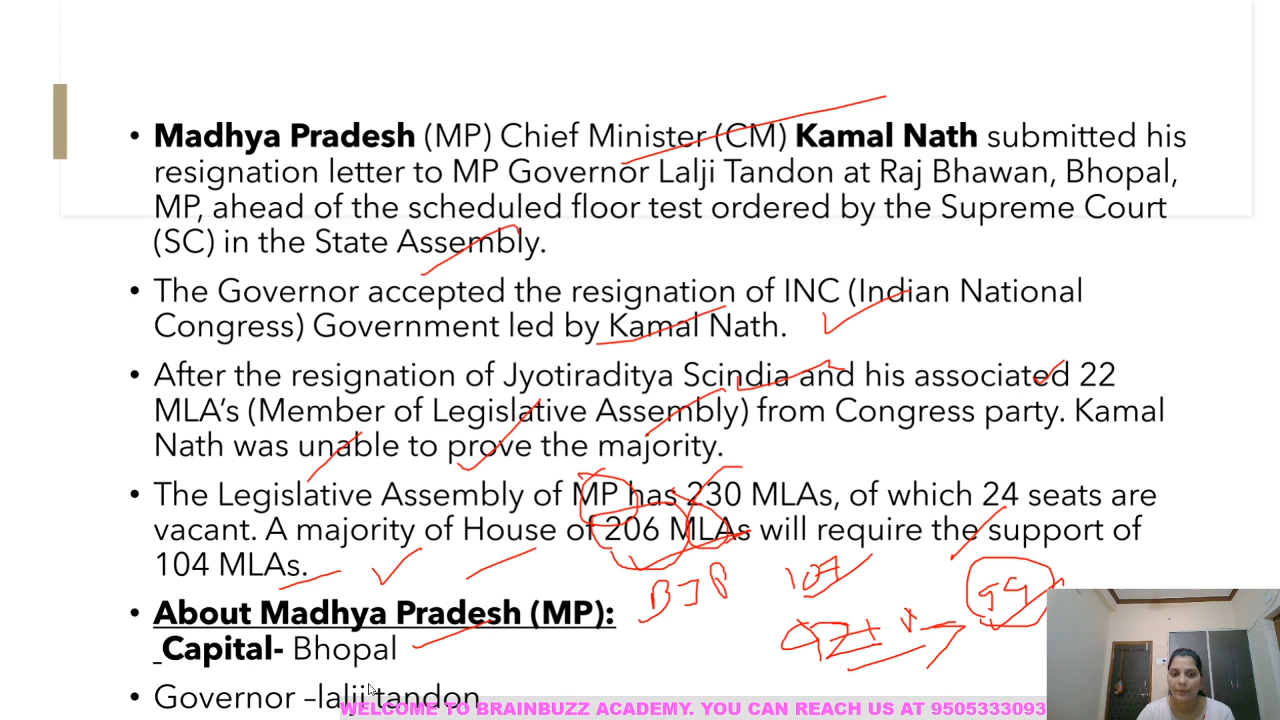 • Madhya Pradesh (MP) Chief Minister (CM) Kamal Nath submitted his
resignation letter to MP Governor Lalji Tandon at Raj Bhawan, Bhopal,
MP, ahead of the scheduled floor test ordered by the Supreme Court
(SC) in the State Assembly.
• The Governor accepted the resignation of INC (Indian National
Congress) Government led by Kamal Nath.
• After the resignation of Jyotiraditya Scindia and his associated 22
MLA's (Member of Legislative Assembly) from Congress party. Kamal
Nath was unable to prove the majority.
• The Legislative Assembly of MP has 230 MLAs, of which 24 seats are
vacant. A majority of House of 206 MLAs will require the support of
104 MLAs.
BJP 107
99
92+
• About Madhya Pradesh (MP):
Capital- Bhopal
• Governor –lalji tandon
WELCOME TO BRAINBUZZ ACADEMY. YOU CAN REACH US AT 9505333093